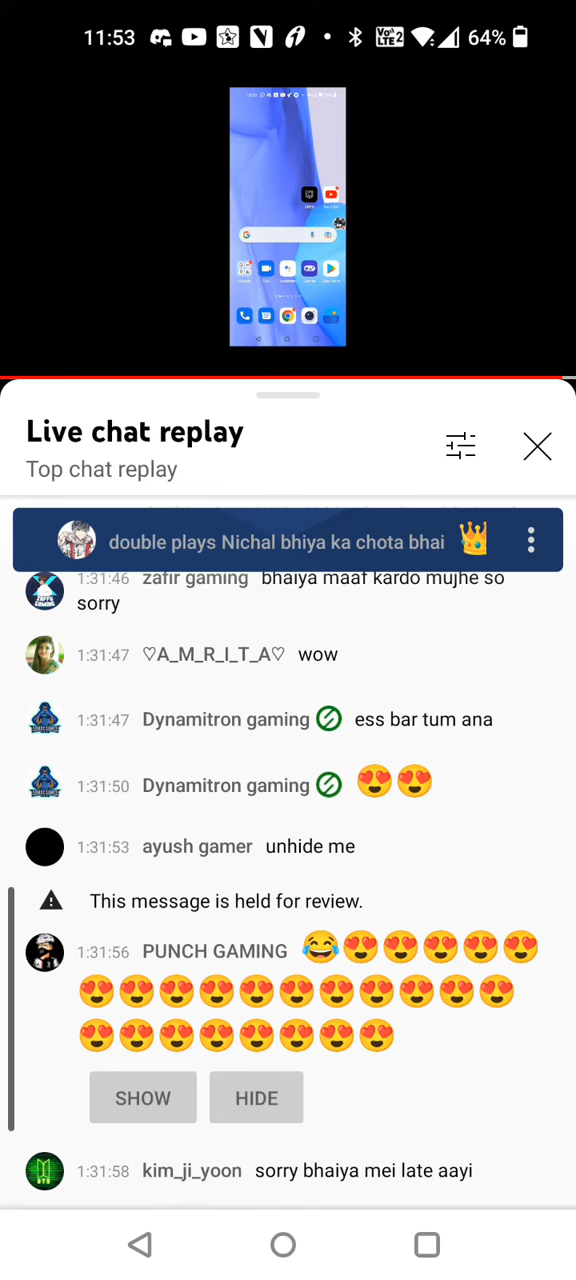 11:53 VoLTE2 64%
Live chat replay
Top chat replay
double plays Nichal bhiya ka chota bhai 👑
1:31:46 zafir gaming bhaiya maaf kardo mujhe so
sorry
1:31:47 ♡A_M_R_I_T_A♡ wow
1:31:47 Dynamitron gaming ess bar tum ana
1:31:50 Dynamitron gaming 😍😍
1:31:53 ayush gamer unhide me
This message is held for review.
1:31:56 PUNCH GAMING 😂😍😍😍😍😍
😍😍😍😍😍😍😍😍😍😍😍
😍😍😍😍😍😍😍😍
SHOW HIDE
1:31:58 kim_ji_yoon sorry bhaiya mei late aayi